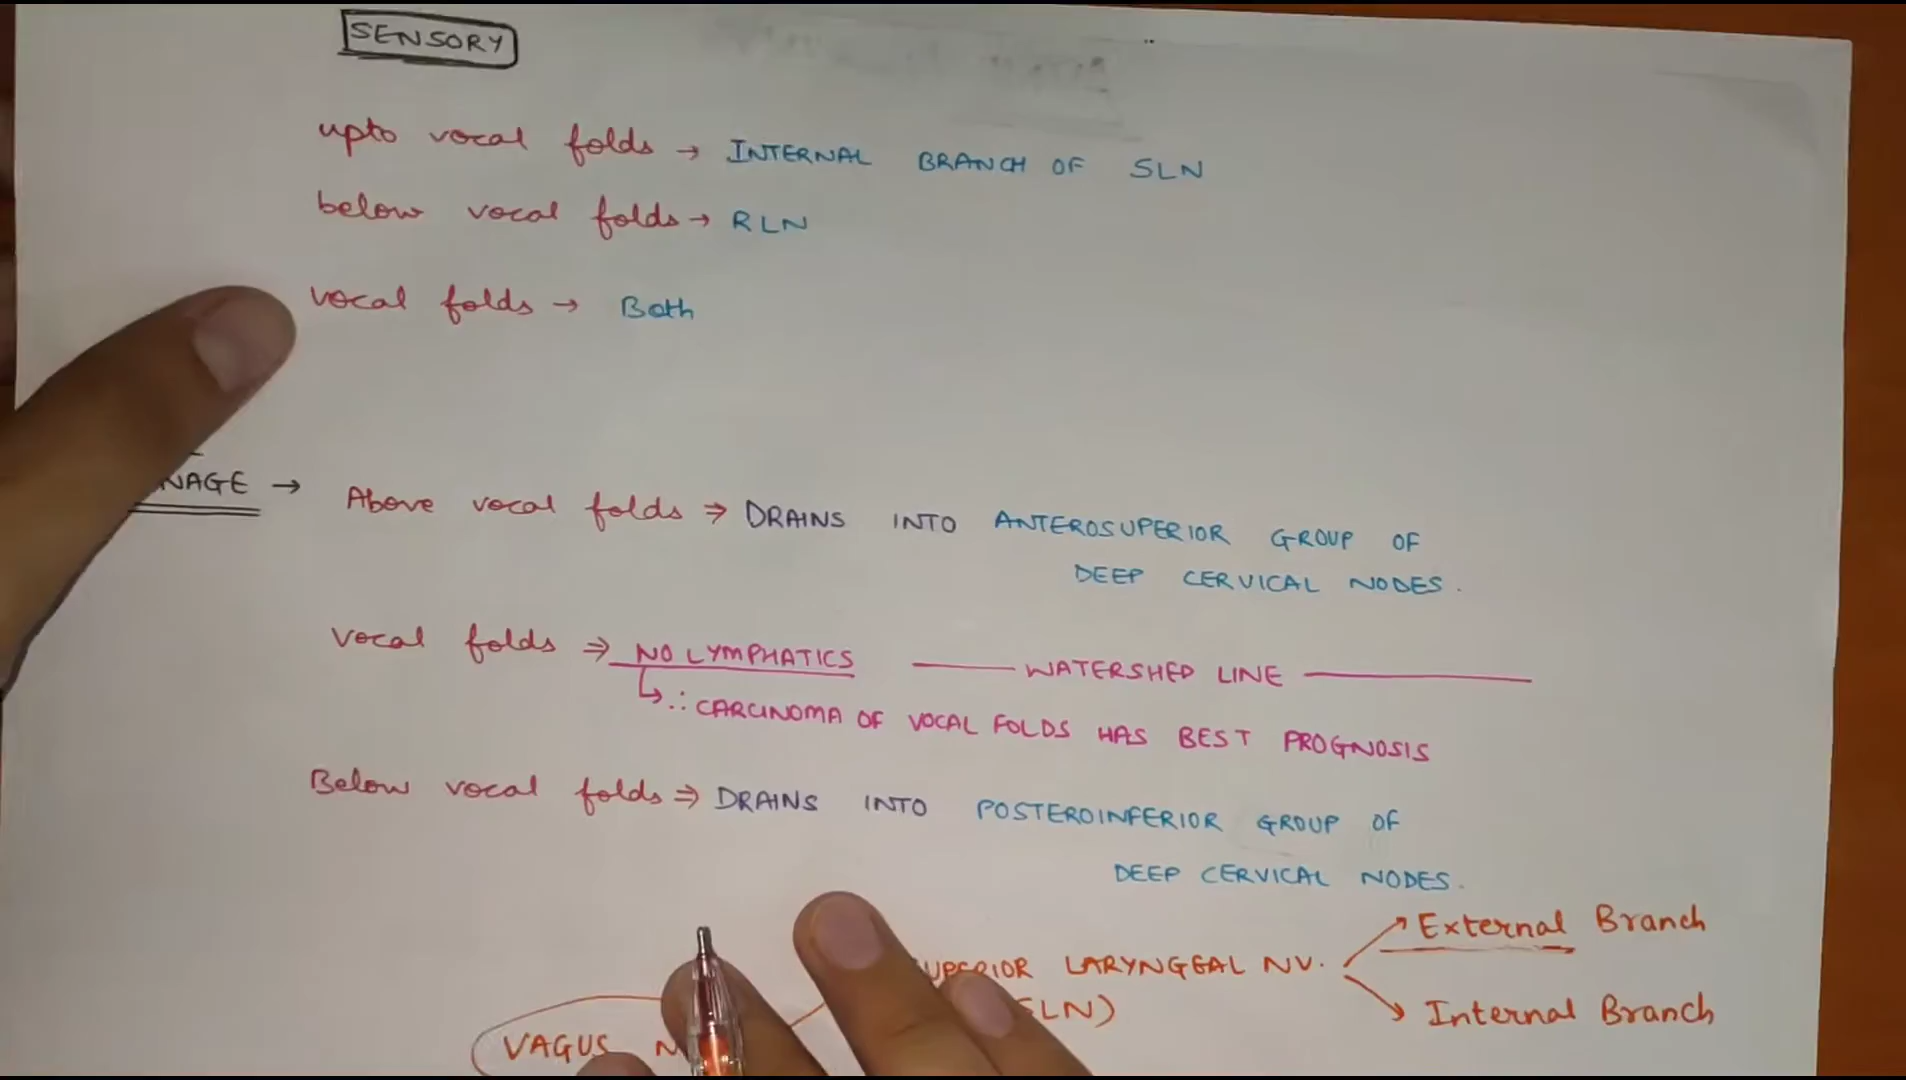 SENSORY
upto vocal folds → INTERNAL BRANCH OF SLN
below vocal folds → RLN
vocal folds → Both
NAGE → Above vocal folds ⇒ DRAINS INTO ANTEROSUPERIOR GROUP OF
DEEP CERVICAL NODES.
vocal folds ⇒ NO LYMPHATICS — WATERSHED LINE —
↳ ∴ CARCINOMA OF VOCAL FOLDS HAS BEST PROGNOSIS
Below vocal folds ⇒ DRAINS INTO POSTEROINFERIOR GROUP OF
DEEP CERVICAL NODES.
External Branch
UPERIOR LARYNGEAL NV.
LN)
Internal Branch
VAGUS N